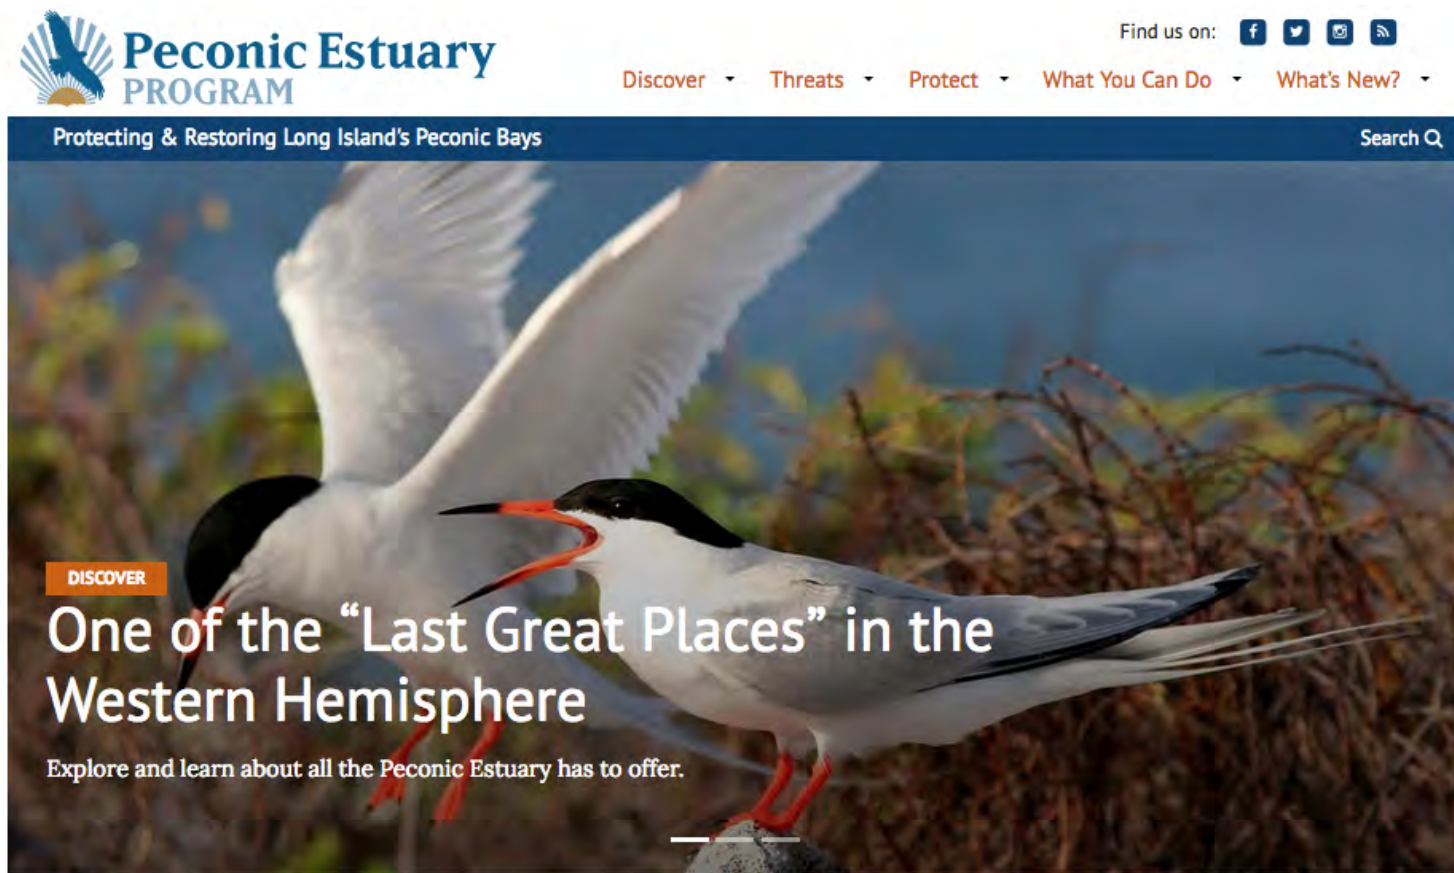 Peconic Estuary
PROGRAM
Find us on:
Discover Threats Protect What You Can Do What's New?
Protecting & Restoring Long Island's Peconic Bays
Search
DISCOVER
One of the “Last Great Places” in the
Western Hemisphere
Explore and learn about all the Peconic Estuary has to offer.